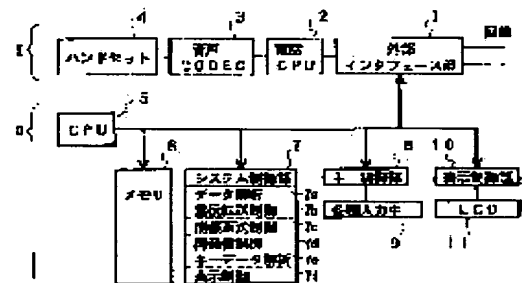 I
4
3
2
1
ハンドセット
音声
CODEC
電話
CPU
外部
インタフェース部
回線
II
5
CPU
6
7
8
10
メモリ
システム制御部
データ解析
7a
7b
7c
7d
キーデータ解析
7e
表示制御
7f
キー制御部
表示制御部
各種入力キー
LCD
9
11